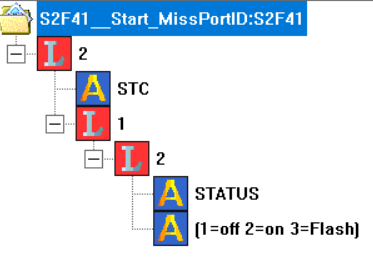 S2F41__Start_MissPortID:S2F41
L 2
A STC
L 1
L 2
A STATUS
A (1=off 2=on 3=Flash)